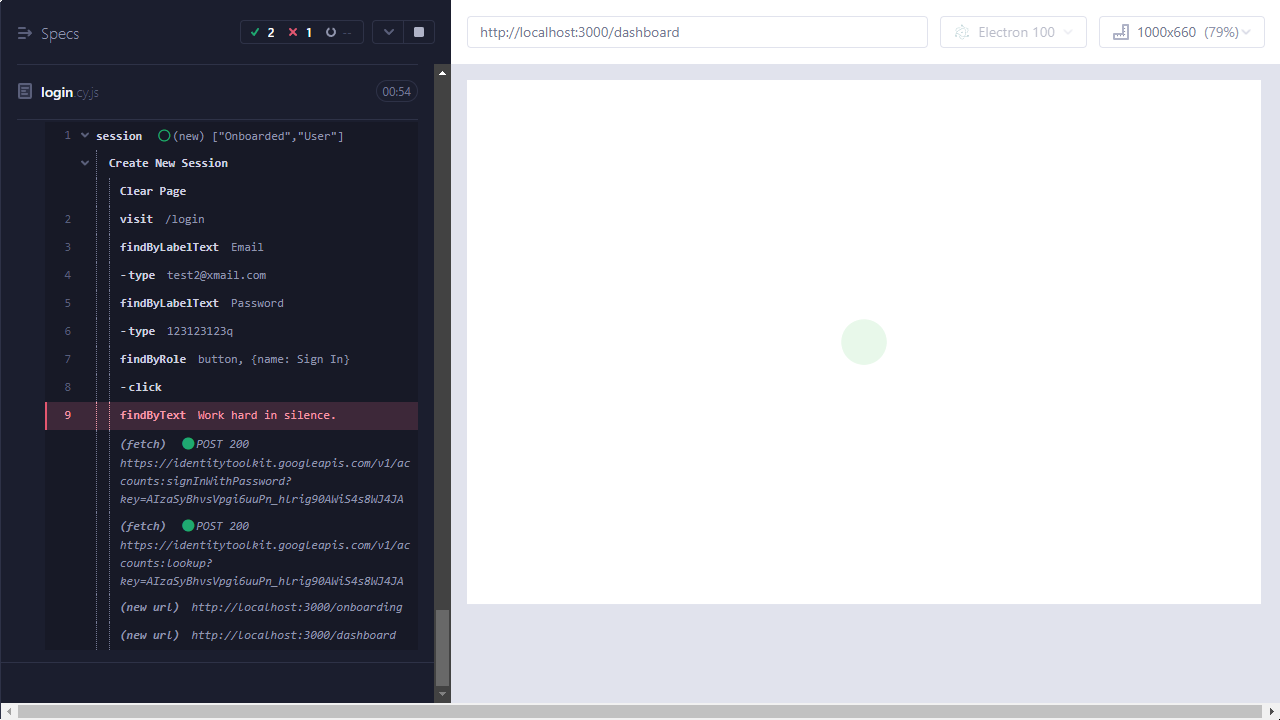 Specs
2
1
--
login.cy.js
00:54
1 session (new) ["Onboarded","User"]
Create New Session
Clear Page
2 visit /login
3 findByLabelText Email
4 -type test2@xmail.com
5 findByLabelText Password
6 -type 123123123q
7 findByRole button, {name: Sign In}
8 -click
9 findByText Work hard in silence.
(fetch) POST 200
https://identitytoolkit.googleapis.com/v1/ac
counts:signInWithPassword?
key=AIzaSyBhvsVpgi6uuPn_hlrig90AWiS4s8WJ4JA
(fetch) POST 200
https://identitytoolkit.googleapis.com/v1/ac
counts:lookup?
key=AIzaSyBhvsVpgi6uuPn_hlrig90AWiS4s8WJ4JA
(new url) http://localhost:3000/onboarding
(new url) http://localhost:3000/dashboard
http://localhost:3000/dashboard
Electron 100
1000x660 (79%)